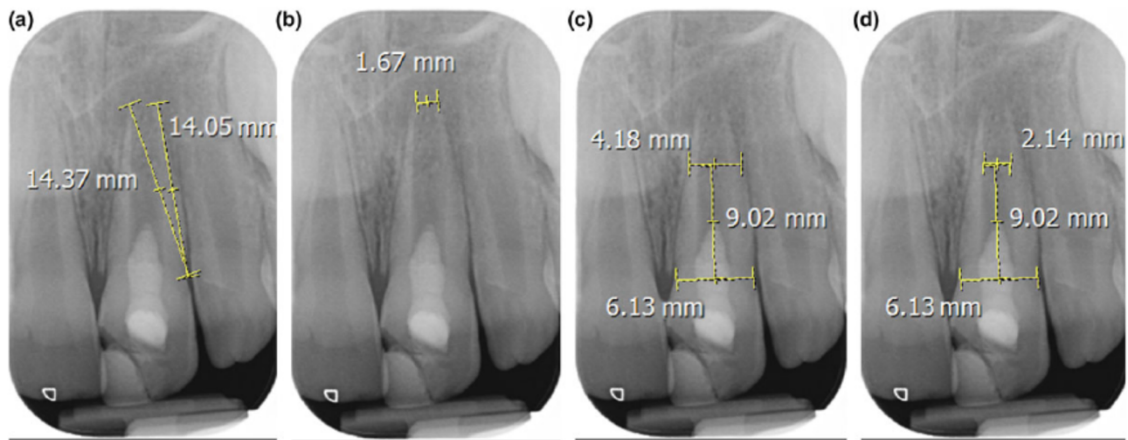 (a)
14.05 mm
14.37 mm
(b)
1.67 mm
(c)
4.18 mm
9.02 mm
6.13 mm
(d)
2.14 mm
9.02 mm
6.13 mm